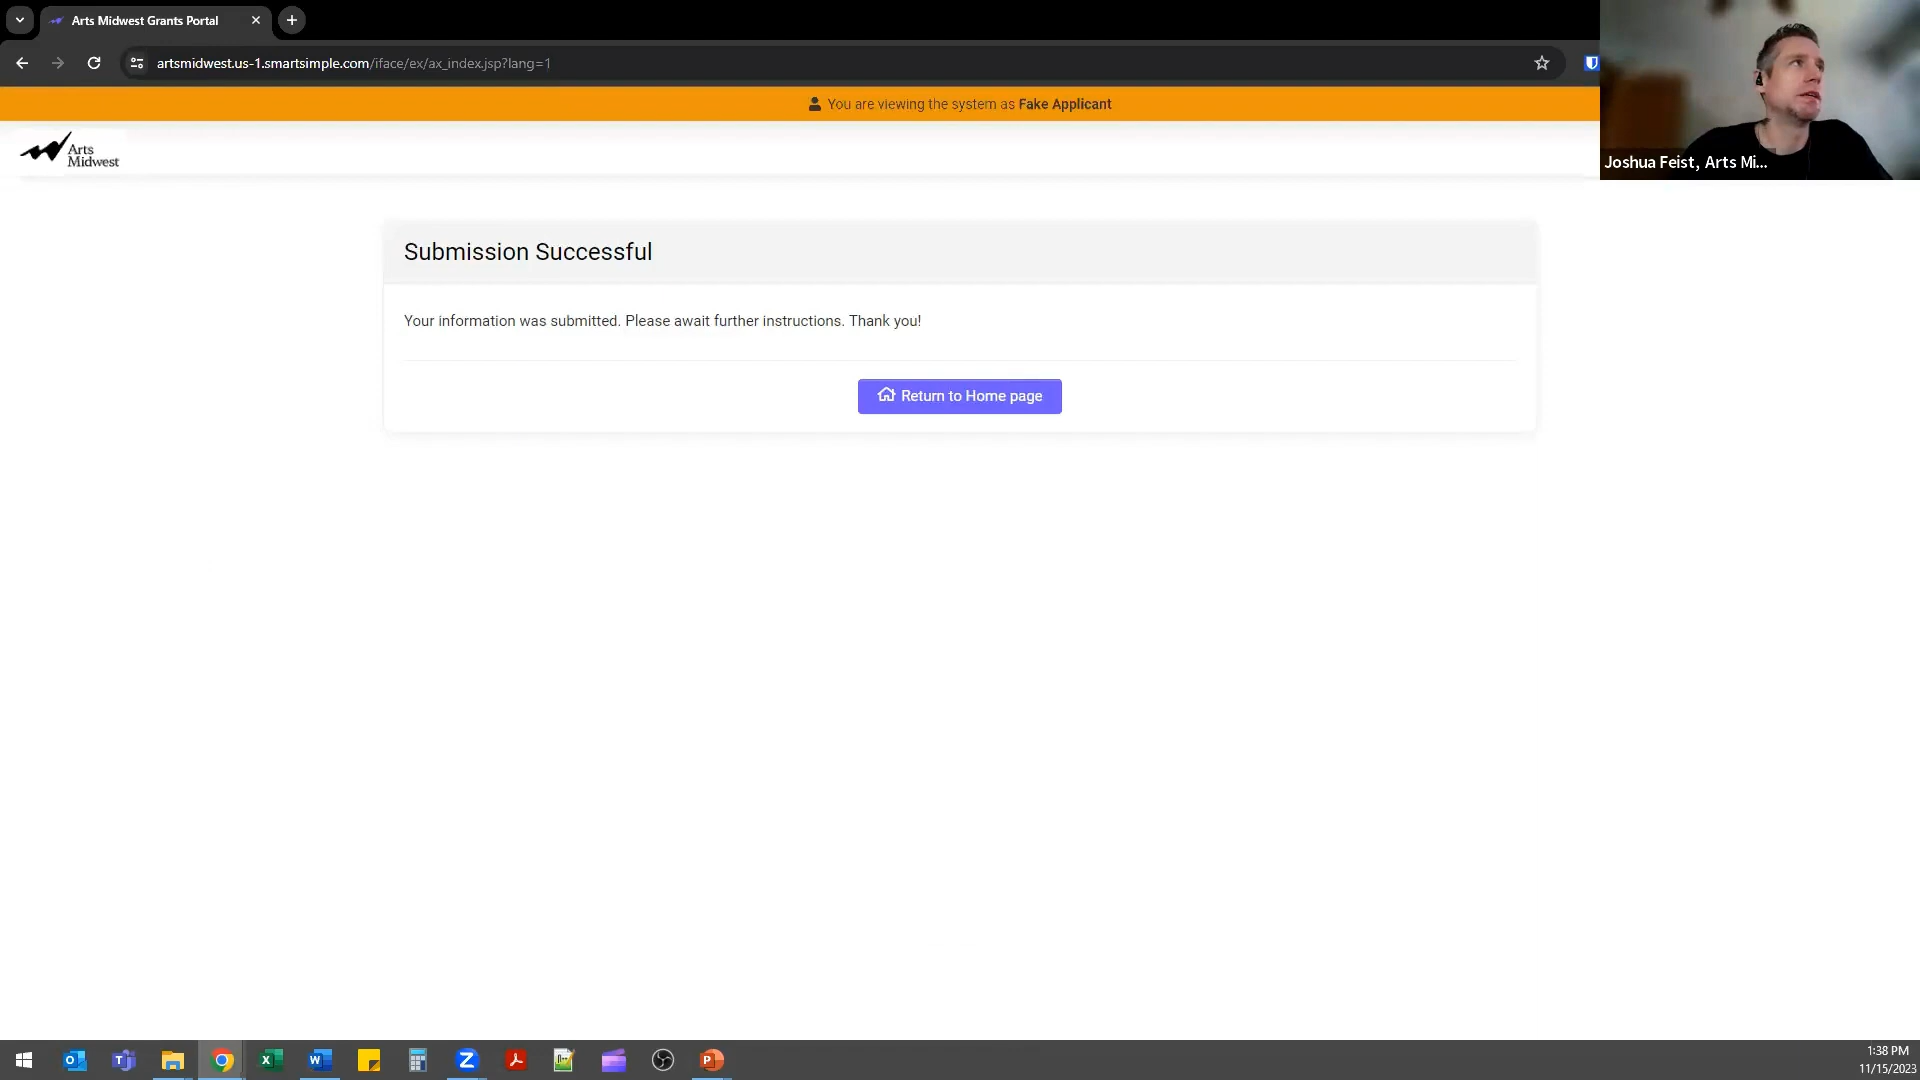 Arts Midwest Grants Portal
artsmidwest.us-1.smartsimple.com/iface/ex/ax_index.jsp?lang=1
You are viewing the system as Fake Applicant
Arts
Midwest
Joshua Feist, Arts Mi...
Submission Successful
Your information was submitted. Please await further instructions. Thank you!
Return to Home page
1:38 PM
11/15/2023